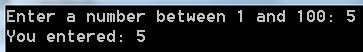 Enter a number between 1 and 100: 5
You entered: 5